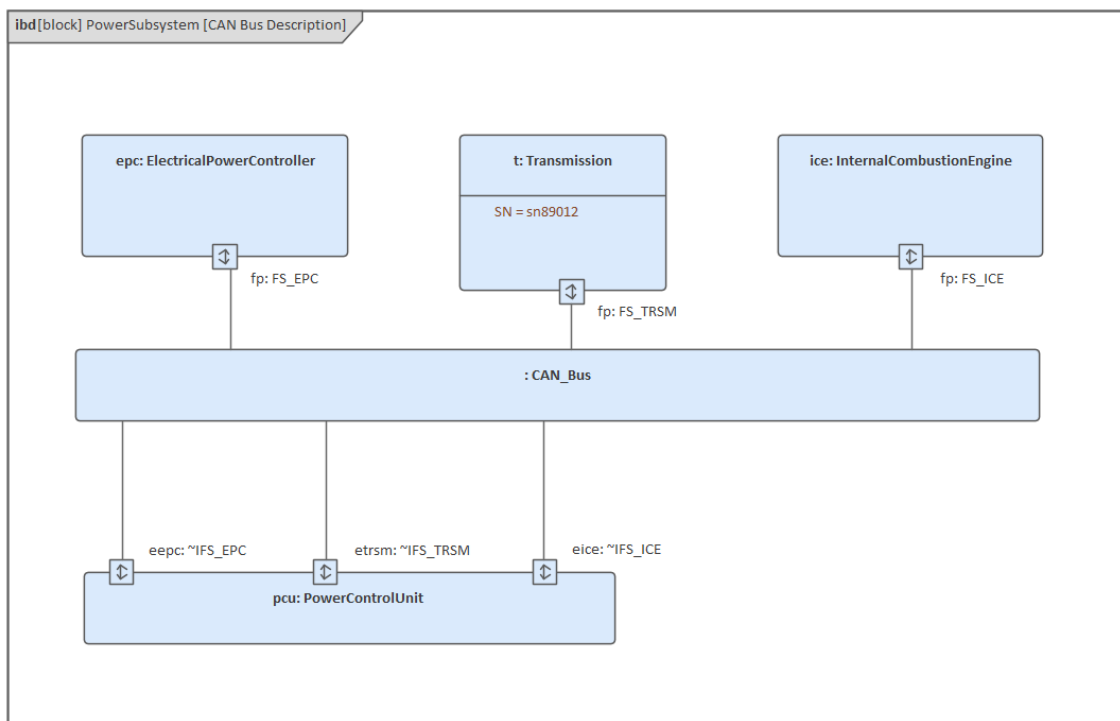 ibd [block] PowerSubsystem [CAN Bus Description]
epc: ElectricalPowerController
t: Transmission
ice: InternalCombustionEngine
SN = sn89012
fp: FS_EPC
fp: FS_ICE
fp: FS_TRSM
: CAN_Bus
eepc: ~IFS_EPC
etrsm: ~IFS_TRSM
eice: ~IFS_ICE
pcu: PowerControlUnit